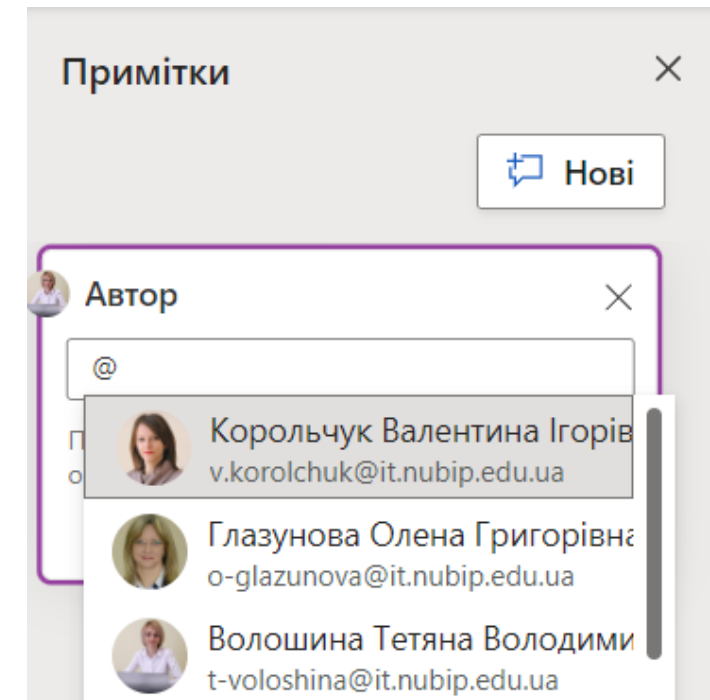 Примітки
Нові
Автор
@
Корольчук Валентина Ігорів
v.korolchuk@it.nubip.edu.ua
Глазунова Олена Григорівна
o-glazunova@it.nubip.edu.ua
Волошина Тетяна Володими
t-voloshina@it.nubip.edu.ua